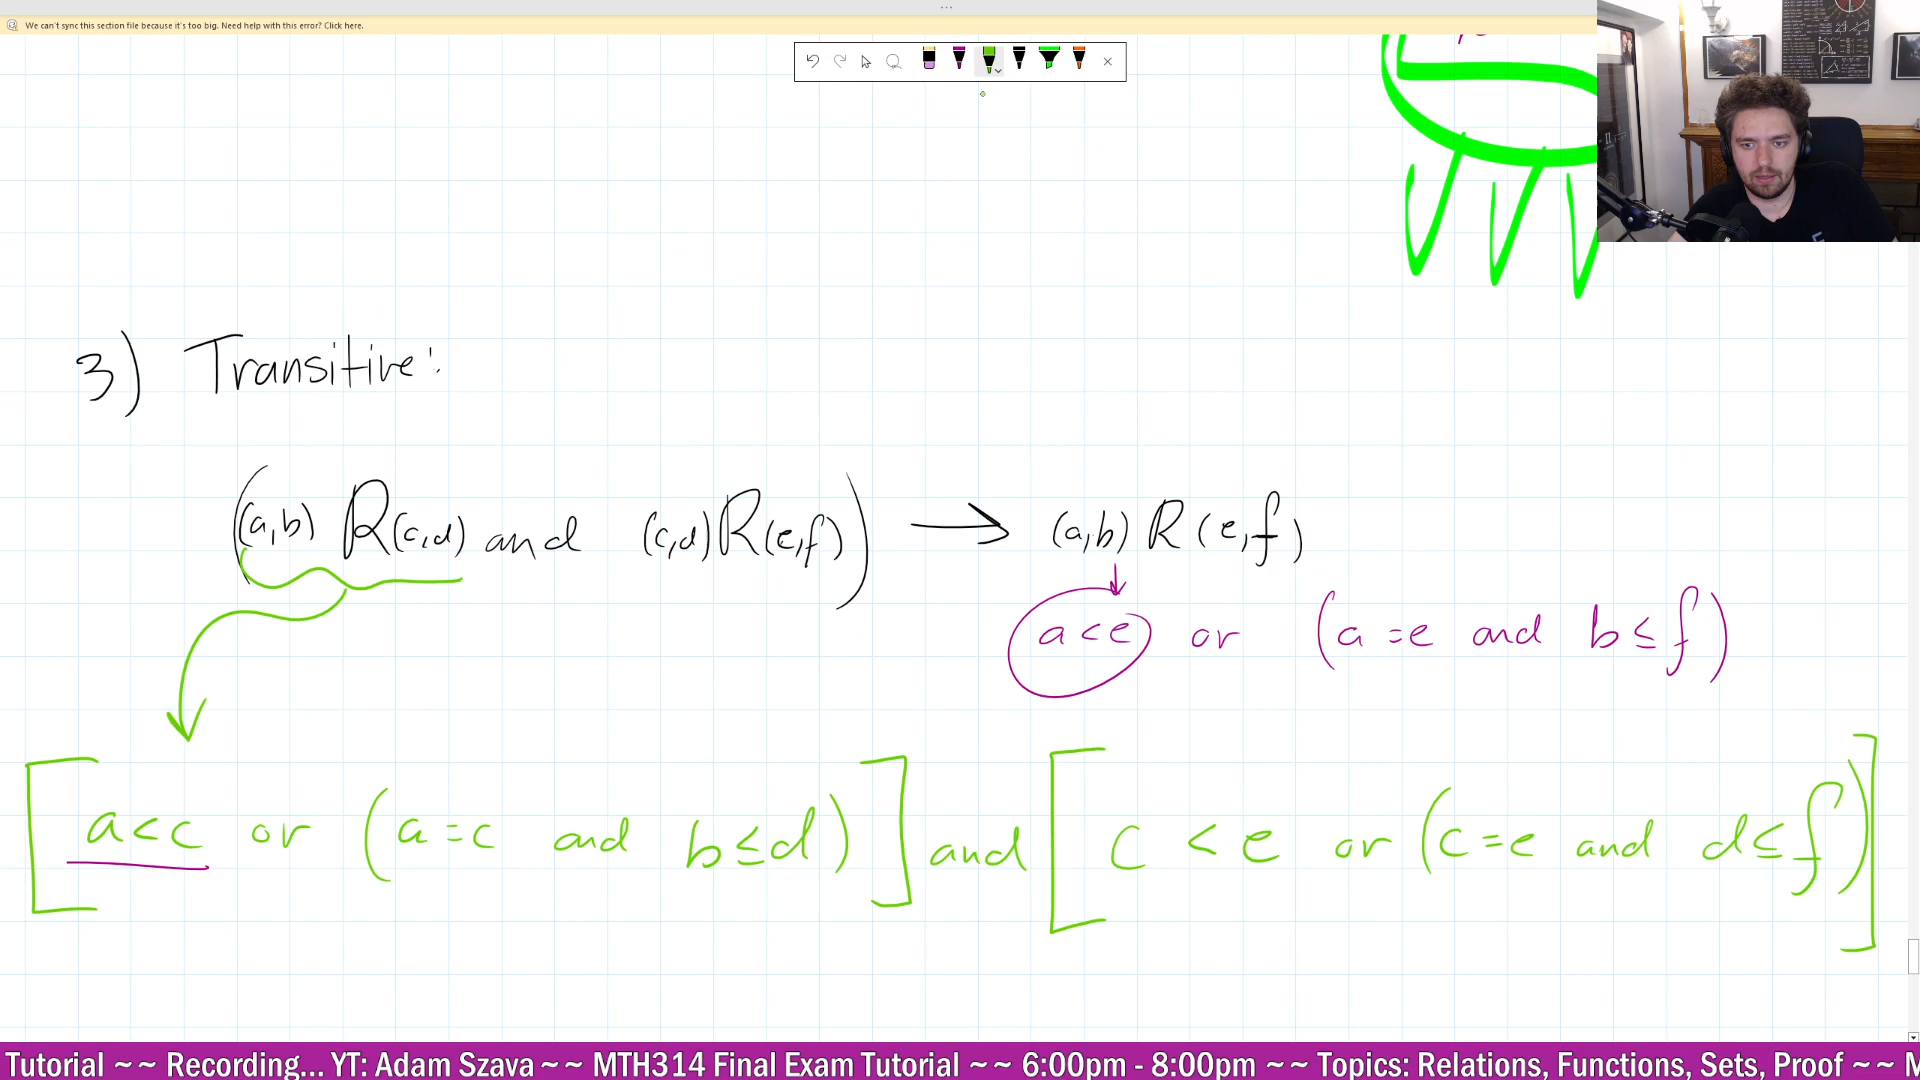 We can't sync this section file because it's too big. Need help with this error? Click here.
3) Transitive:
((a,b) R (c,d) and (c,d) R (e,f)) → (a,b) R (e,f)
a<e or (a=e and b≤f)
[a<c or (a=c and b≤d)] and [c<e or (c=e and d≤f)]
Tutorial ~~ Recording... YT: Adam Szava ~~ MTH314 Final Exam Tutorial ~~ 6:00pm - 8:00pm ~~ Topics: Relations, Functions, Sets, Proof ~~